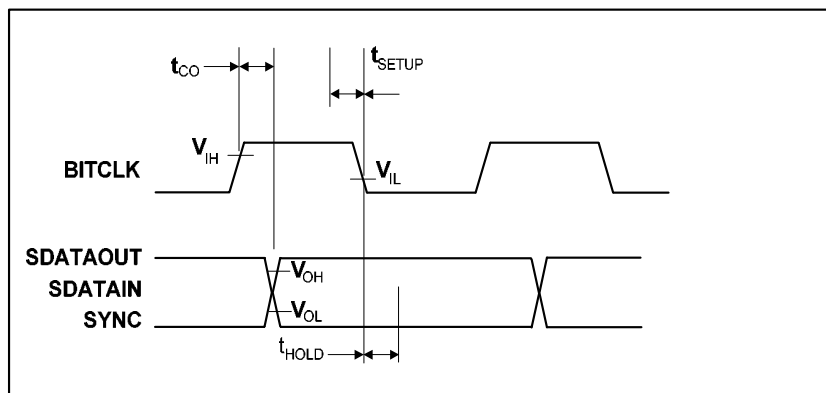 tCO
tSETUP
VIH
BITCLK
VIL
SDATAOUT
VOH
SDATAIN
VOL
SYNC
tHOLD